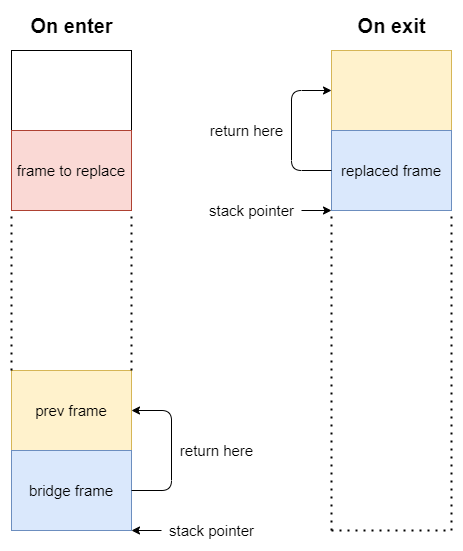 On enter
On exit
return here
frame to replace
replaced frame
stack pointer
prev frame
return here
bridge frame
stack pointer